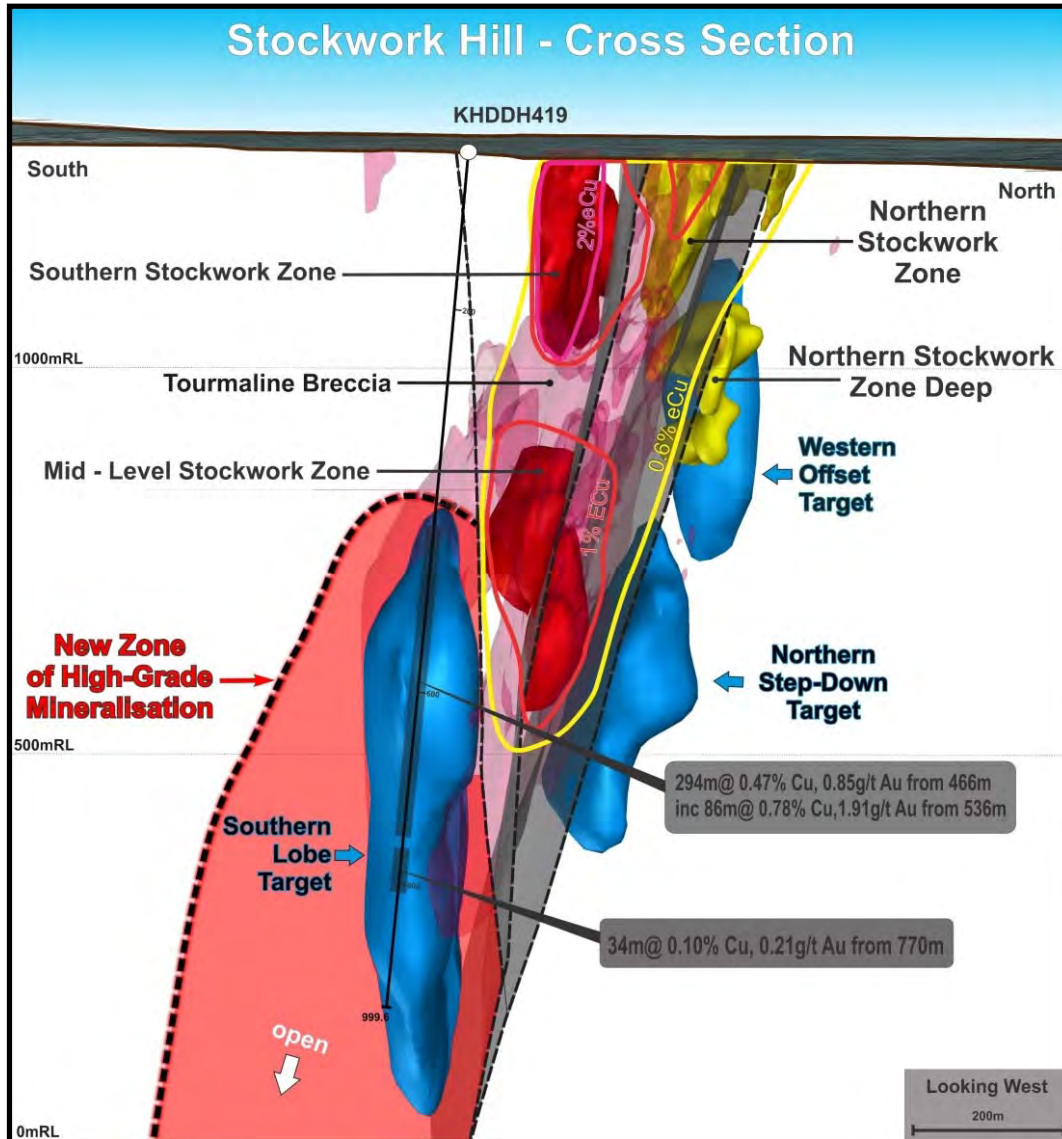 Stockwork Hill - Cross Section
KHDDH419
South
North
2%eCu
Northern
Stockwork
Zone
Southern Stockwork Zone
200
1000mRL
Tourmaline Breccia
Northern Stockwork
Zone Deep
0.6% eCu
Mid - Level Stockwork Zone
Western
Offset
Target
1% ECu
New Zone
of High-Grade
Mineralisation
600
Northern
Step-Down
Target
500mRL
294m@ 0.47% Cu, 0.85g/t Au from 466m
inc 86m@ 0.78% Cu,1.91g/t Au from 536m
Southern
Lobe
Target
800
34m@ 0.10% Cu, 0.21g/t Au from 770m
999.6
open
Looking West
200m
0mRL